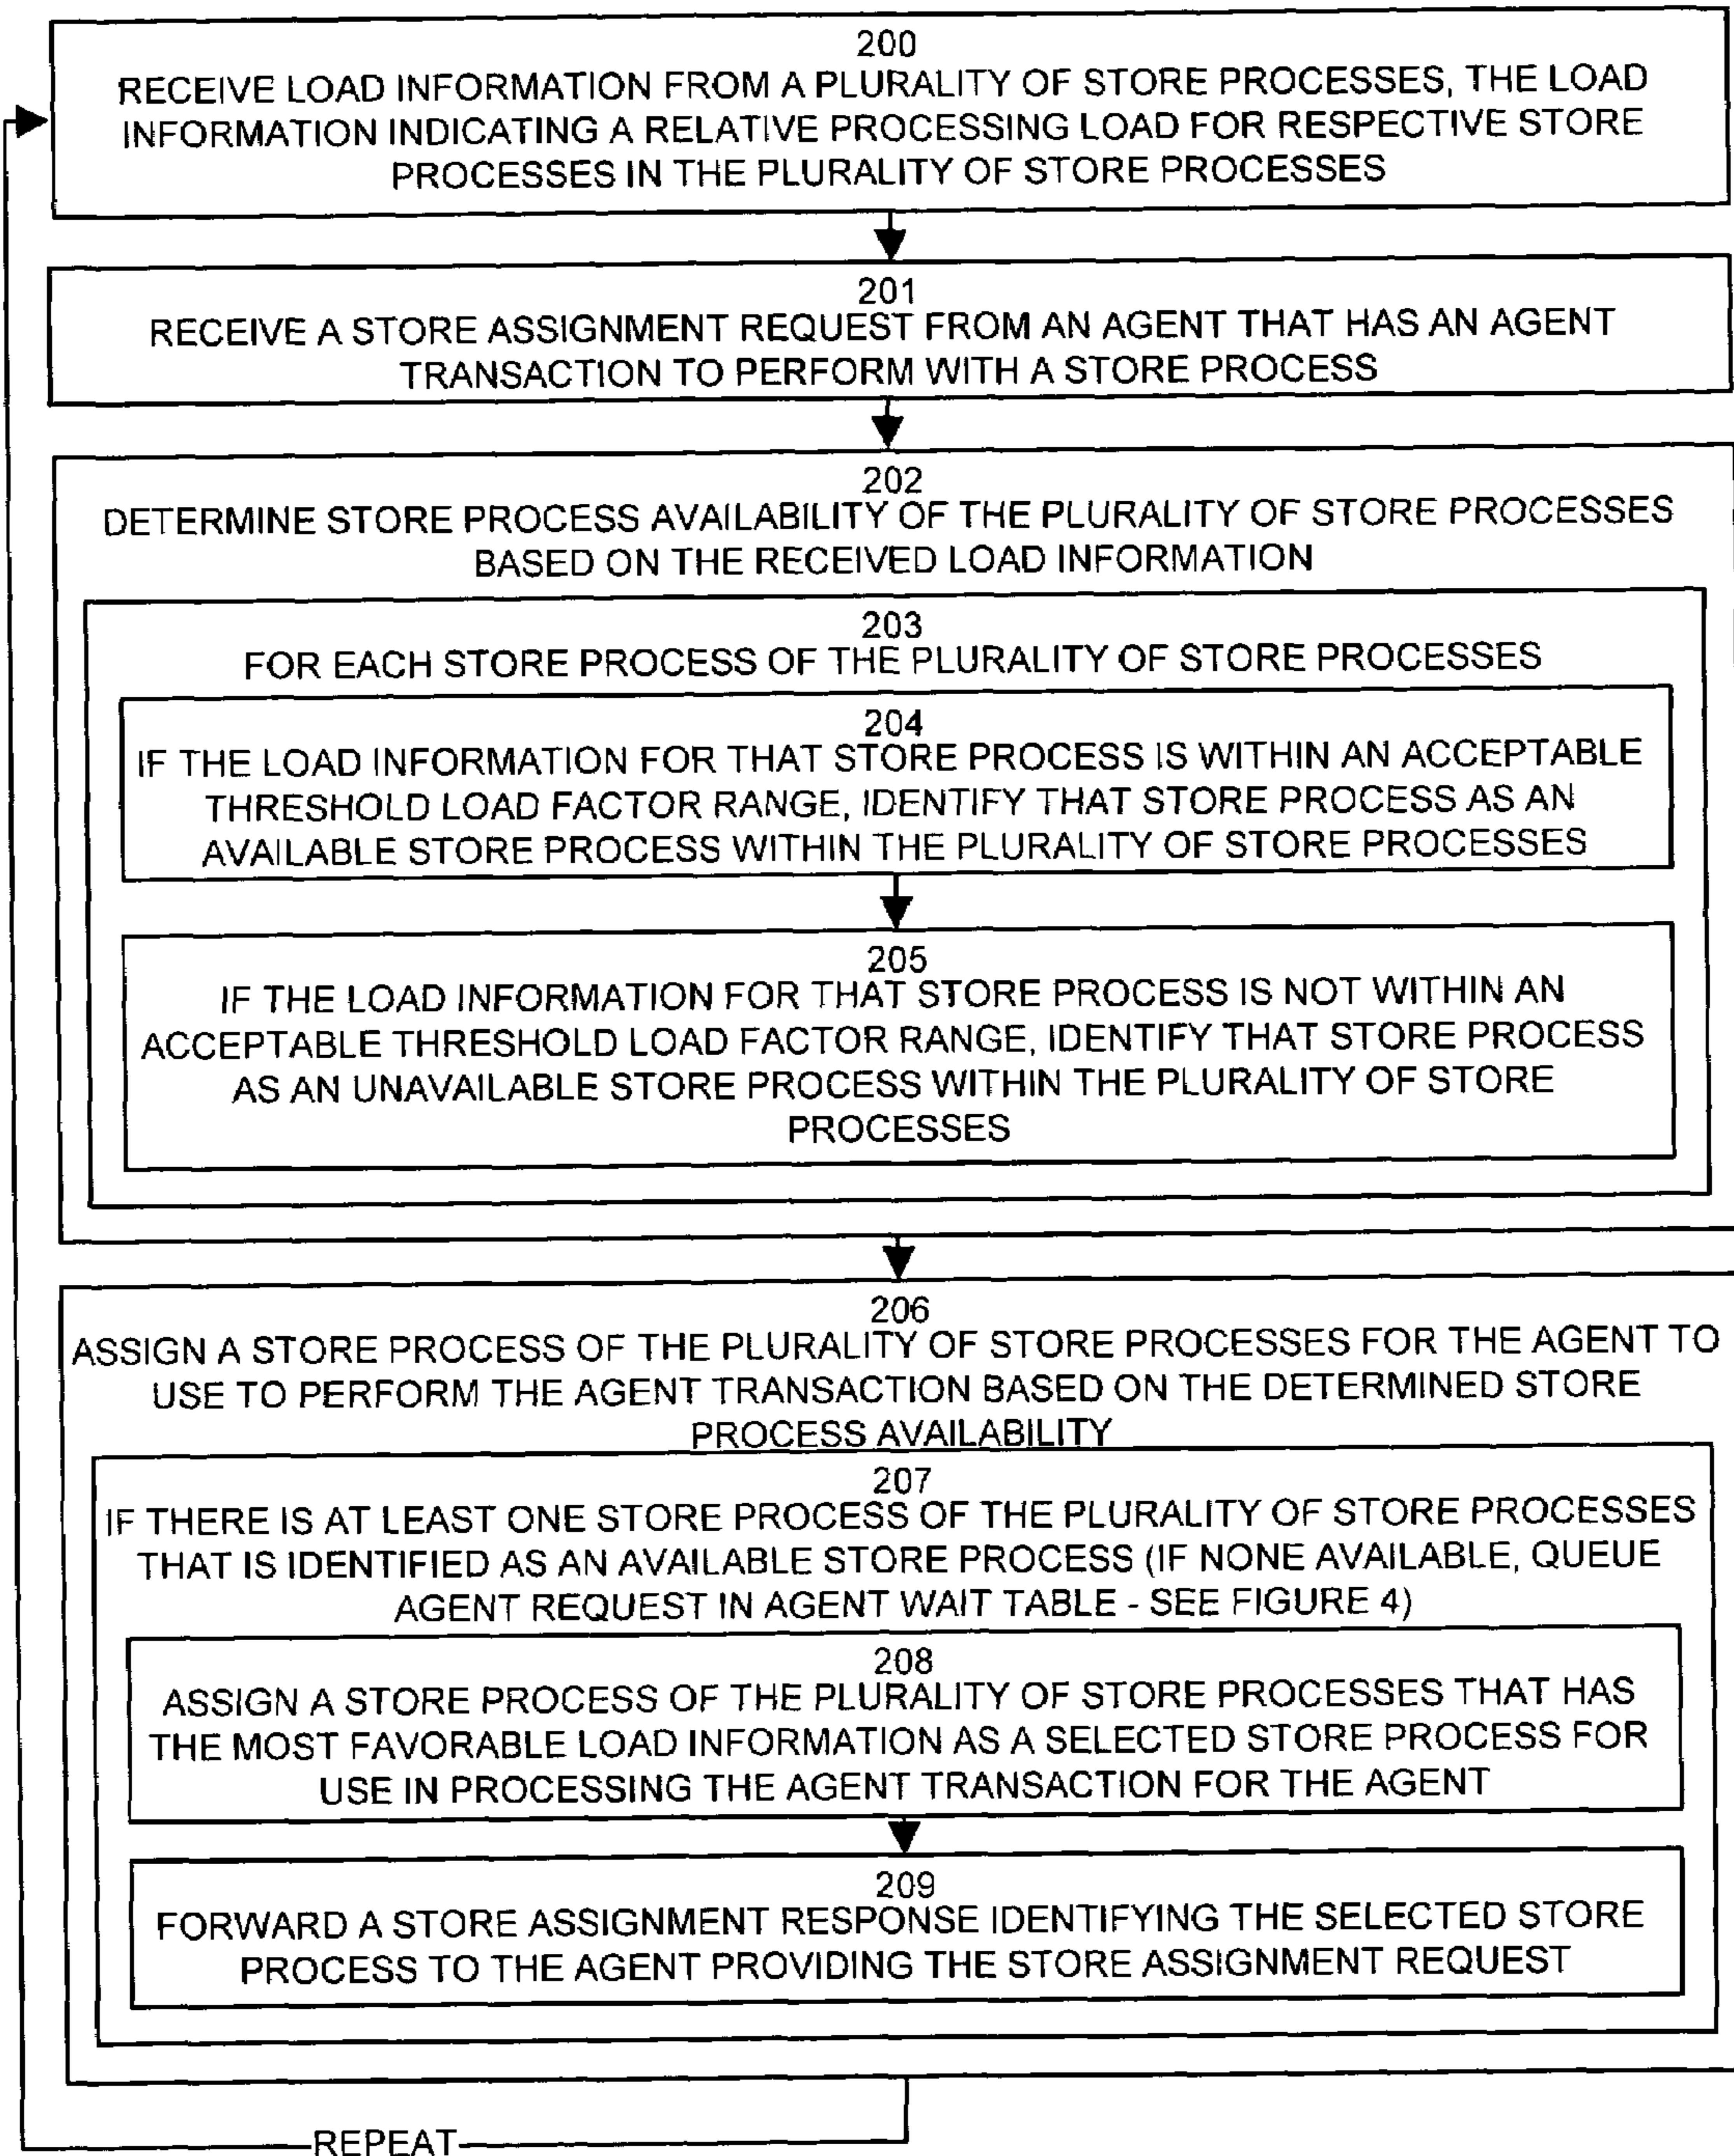 200
RECEIVE LOAD INFORMATION FROM A PLURALITY OF STORE PROCESSES, THE LOAD
INFORMATION INDICATING A RELATIVE PROCESSING LOAD FOR RESPECTIVE STORE
PROCESSES IN THE PLURALITY OF STORE PROCESSES
201
RECEIVE A STORE ASSIGNMENT REQUEST FROM AN AGENT THAT HAS AN AGENT
TRANSACTION TO PERFORM WITH A STORE PROCESS
202
DETERMINE STORE PROCESS AVAILABILITY OF THE PLURALITY OF STORE PROCESSES
BASED ON THE RECEIVED LOAD INFORMATION
203
FOR EACH STORE PROCESS OF THE PLURALITY OF STORE PROCESSES
204
IF THE LOAD INFORMATION FOR THAT STORE PROCESS IS WITHIN AN ACCEPTABLE
THRESHOLD LOAD FACTOR RANGE, IDENTIFY THAT STORE PROCESS AS AN
AVAILABLE STORE PROCESS WITHIN THE PLURALITY OF STORE PROCESSES
205
IF THE LOAD INFORMATION FOR THAT STORE PROCESS IS NOT WITHIN AN
ACCEPTABLE THRESHOLD LOAD FACTOR RANGE, IDENTIFY THAT STORE PROCESS
AS AN UNAVAILABLE STORE PROCESS WITHIN THE PLURALITY OF STORE
PROCESSES
206
ASSIGN A STORE PROCESS OF THE PLURALITY OF STORE PROCESSES FOR THE AGENT TO
USE TO PERFORM THE AGENT TRANSACTION BASED ON THE DETERMINED STORE
PROCESS AVAILABILITY
207
IF THERE IS AT LEAST ONE STORE PROCESS OF THE PLURALITY OF STORE PROCESSES
THAT IS IDENTIFIED AS AN AVAILABLE STORE PROCESS (IF NONE AVAILABLE, QUEUE
AGENT REQUEST IN AGENT WAIT TABLE - SEE FIGURE 4)
208
ASSIGN A STORE PROCESS OF THE PLURALITY OF STORE PROCESSES THAT HAS
THE MOST FAVORABLE LOAD INFORMATION AS A SELECTED STORE PROCESS FOR
USE IN PROCESSING THE AGENT TRANSACTION FOR THE AGENT
209
FORWARD A STORE ASSIGNMENT RESPONSE IDENTIFYING THE SELECTED STORE
PROCESS TO THE AGENT PROVIDING THE STORE ASSIGNMENT REQUEST
REPEAT